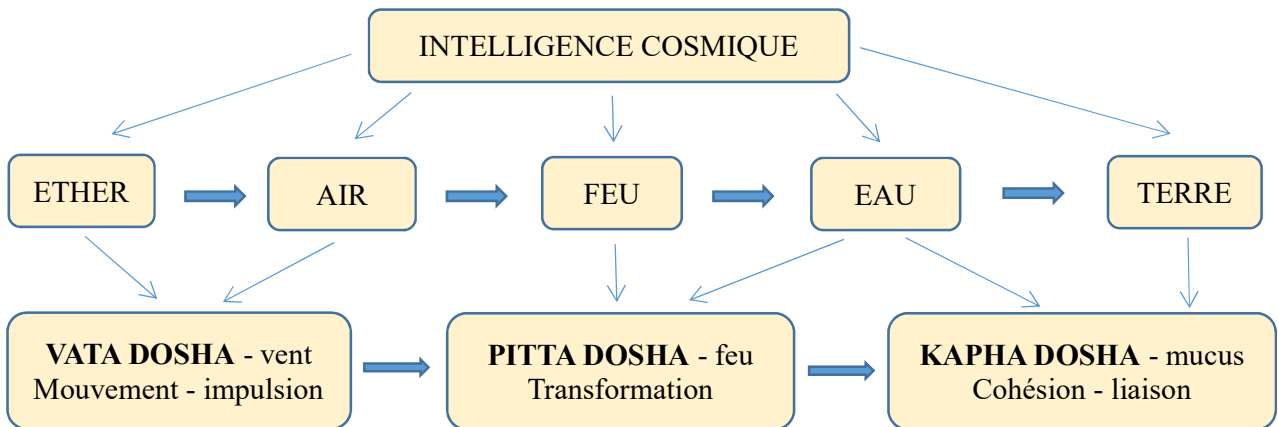 INTELLIGENCE COSMIQUE
ETHER
AIR
FEU
EAU
TERRE
VATA DOSHA - vent
Mouvement - impulsion
PITTA DOSHA - feu
Transformation
KAPHA DOSHA - mucus
Cohésion - liaison